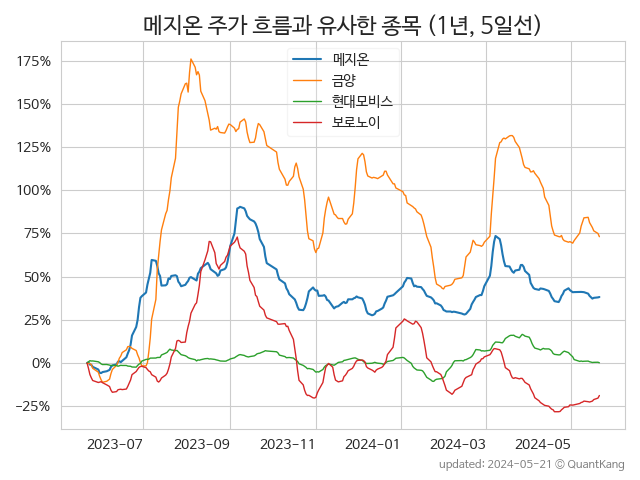 메지온 주가 흐름과 유사한 종목 (1년, 5일선)
메지온
금양
현대모비스
보로노이
175%
150%
125%
100%
75%
50%
25%
0%
−25%
2023-07 2023-09 2023-11 2024-01 2024-03 2024-05
updated: 2024-05-21 © QuantKang